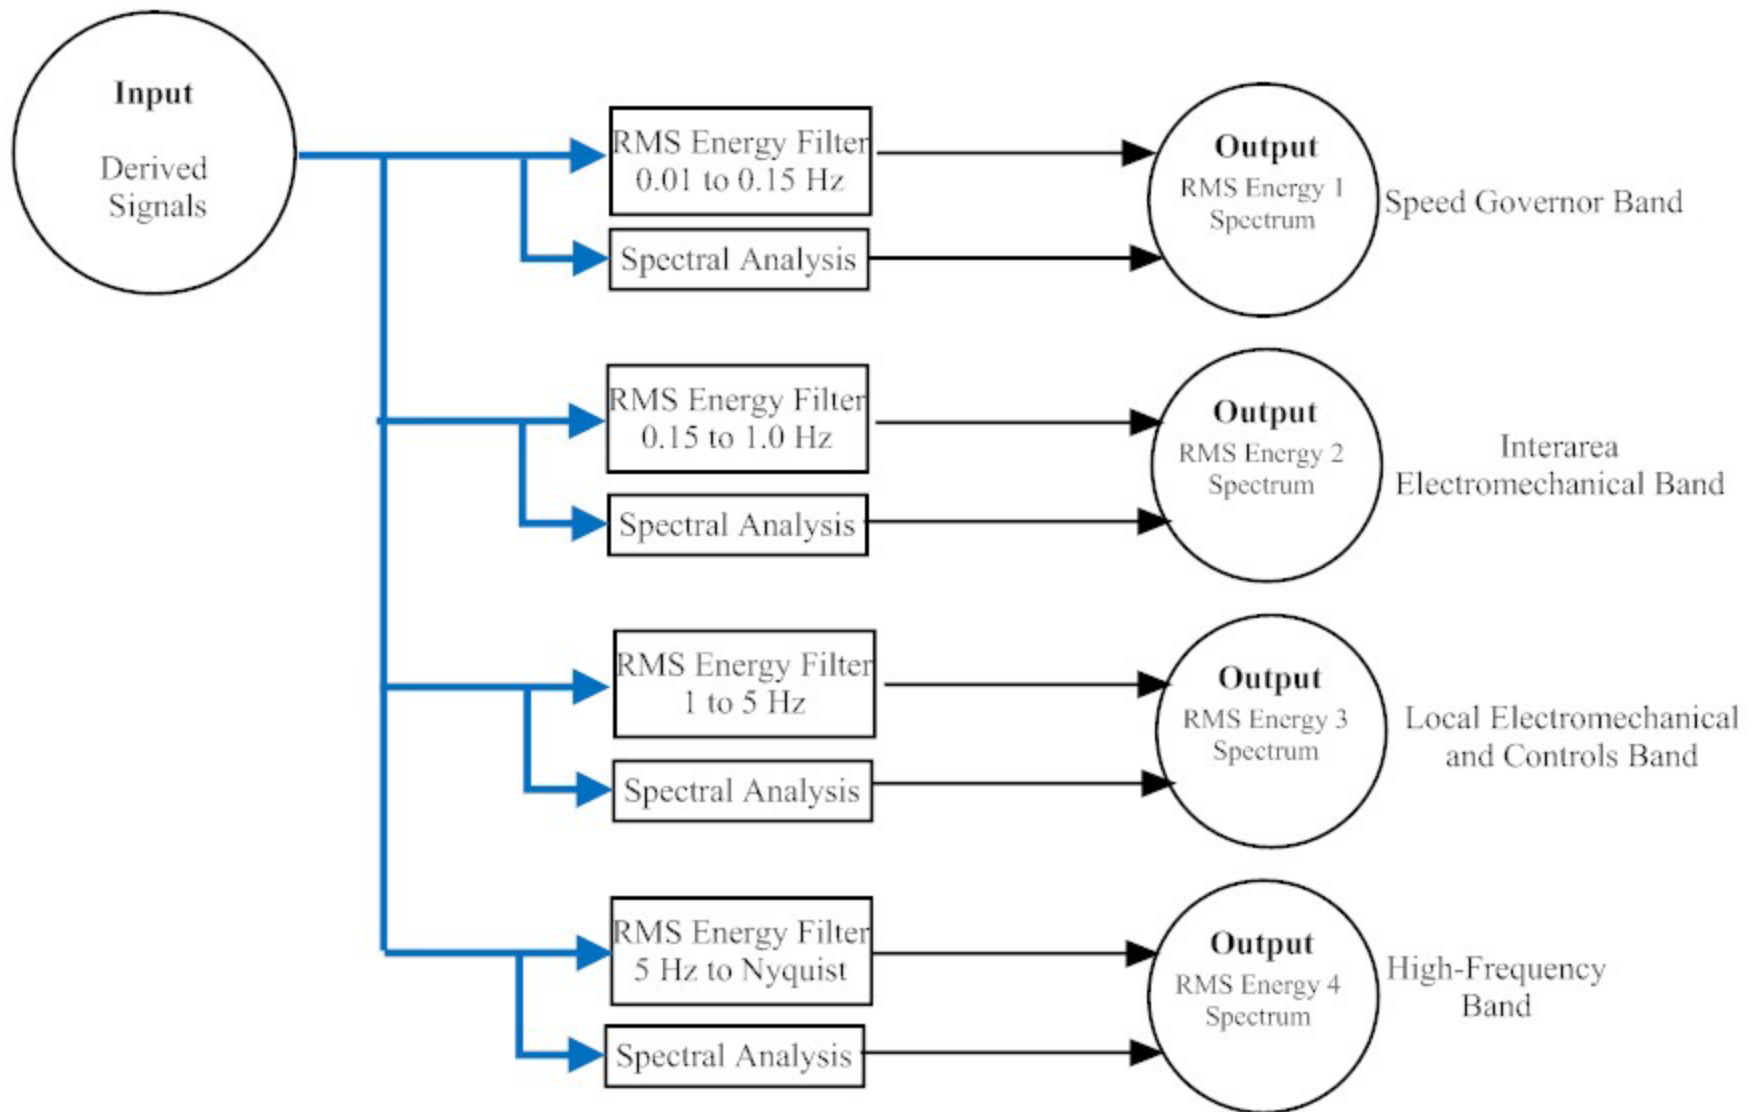 Input
Derived
Signals
RMS Energy Filter
0.01 to 0.15 Hz
Spectral Analysis
Output
RMS Energy 1
Spectrum
Speed Governor Band
RMS Energy Filter
0.15 to 1.0 Hz
Spectral Analysis
Output
RMS Energy 2
Spectrum
Interarea
Electromechanical Band
RMS Energy Filter
1 to 5 Hz
Spectral Analysis
Output
RMS Energy 3
Spectrum
Local Electromechanical
and Controls Band
RMS Energy Filter
5 Hz to Nyquist
Spectral Analysis
Output
RMS Energy 4
Spectrum
High-Frequency
Band